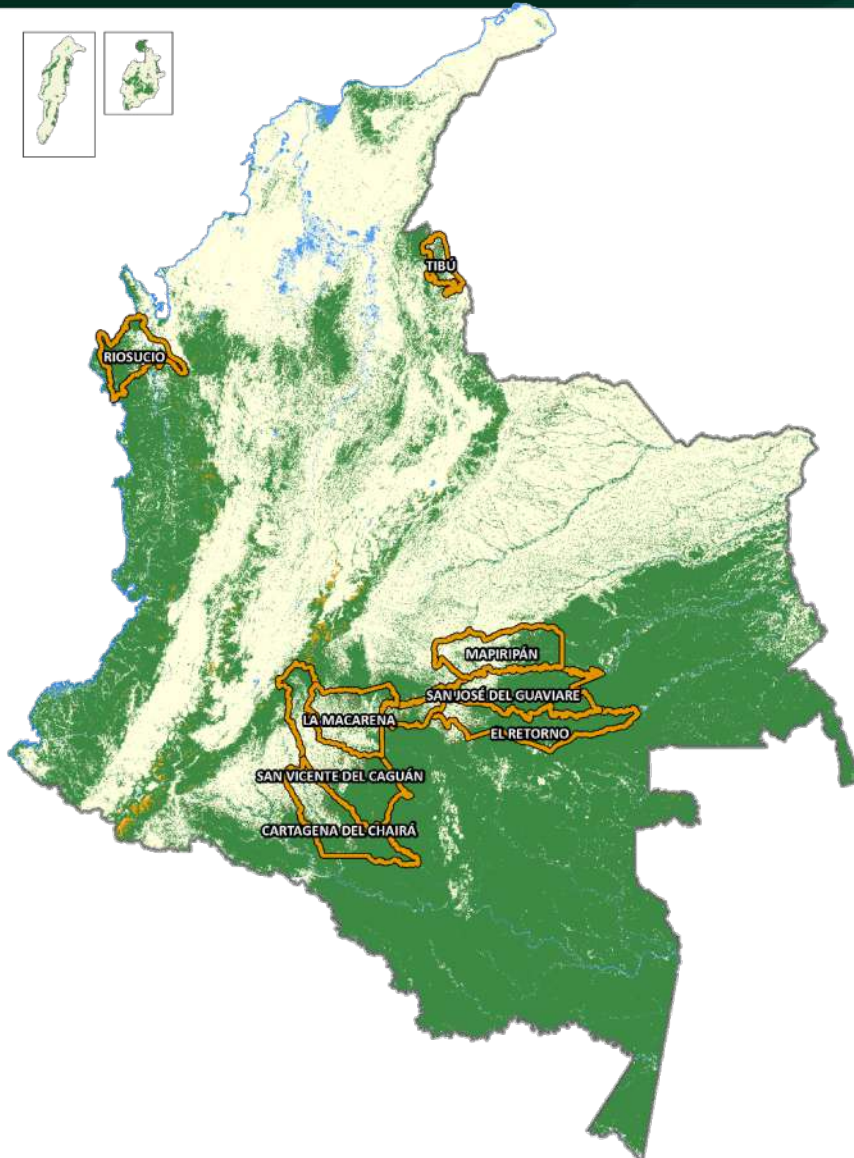 TIBÚ
RIOSUCIO
MAPIRIPÁN
SAN JOSÉ DEL GUAVIARE
LA MACARENA
EL RETORNO
SAN VICENTE DEL CAGUÁN
CARTAGENA DEL CHAIRÁ